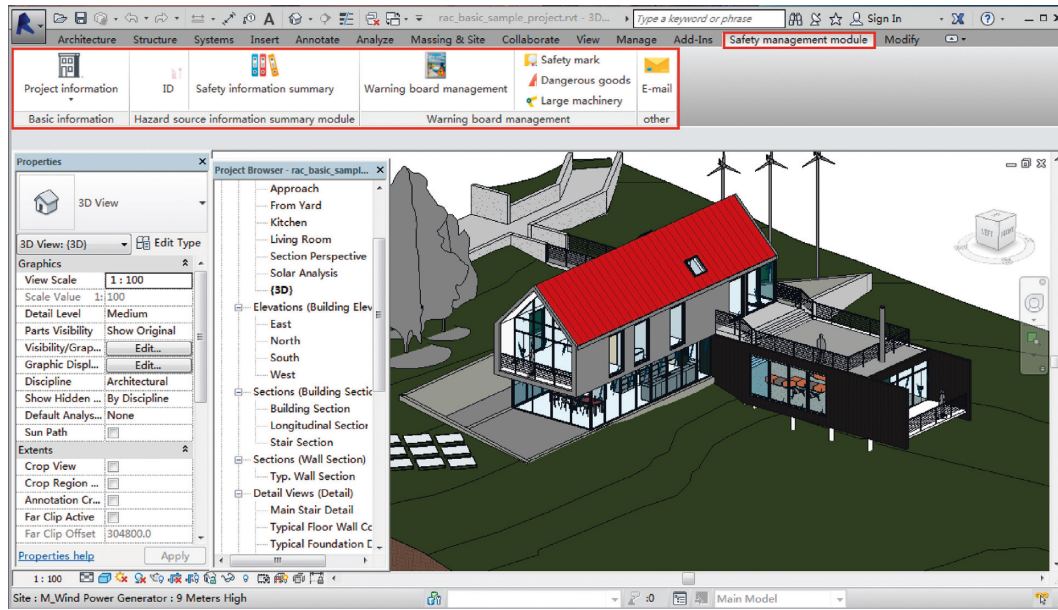 rac_basic_sample_project.rvt - 3D... Type a keyword or phrase Sign In
Architecture Structure Systems Insert Annotate Analyze Massing & Site Collaborate View Manage Add-Ins Safety management module Modify
Project information ID Safety information summary Warning board management Safety mark Dangerous goods Large machinery E-mail
Basic information Hazard source information summary module Warning board management other
Properties
3D View
3D View: {3D} Edit Type
Graphics
View Scale 1 : 100
Scale Value 1: 100
Detail Level Medium
Parts Visibility Show Original
Visibility/Grap... Edit...
Graphic Displ... Edit...
Discipline Architectural
Show Hidden ... By Discipline
Default Analys... None
Sun Path
Extents
Crop View
Crop Region ...
Annotation Cr...
Far Clip Active
Far Clip Offset 304800.0
Properties help Apply
Project Browser - rac_basic_sampl...
Approach
From Yard
Kitchen
Living Room
Section Perspective
Solar Analysis
{3D}
Elevations (Building Elev
East
North
South
West
Sections (Building Sectic
Building Section
Longitudinal Section
Stair Section
Sections (Wall Section)
Typ. Wall Section
Detail Views (Detail)
Main Stair Detail
Typical Floor Wall Cc
Typical Foundation D
LEFT FRONT
1 : 100
Site : M_Wind Power Generator : 9 Meters High :0 Main Model